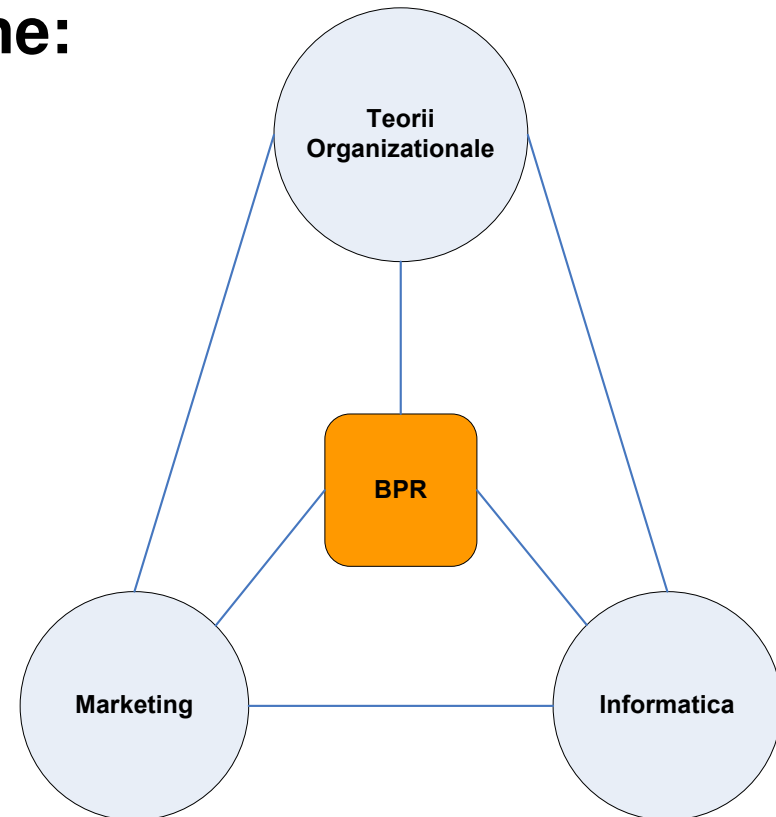 ne:
Teorii
Organizationale
BPR
Marketing
Informatica